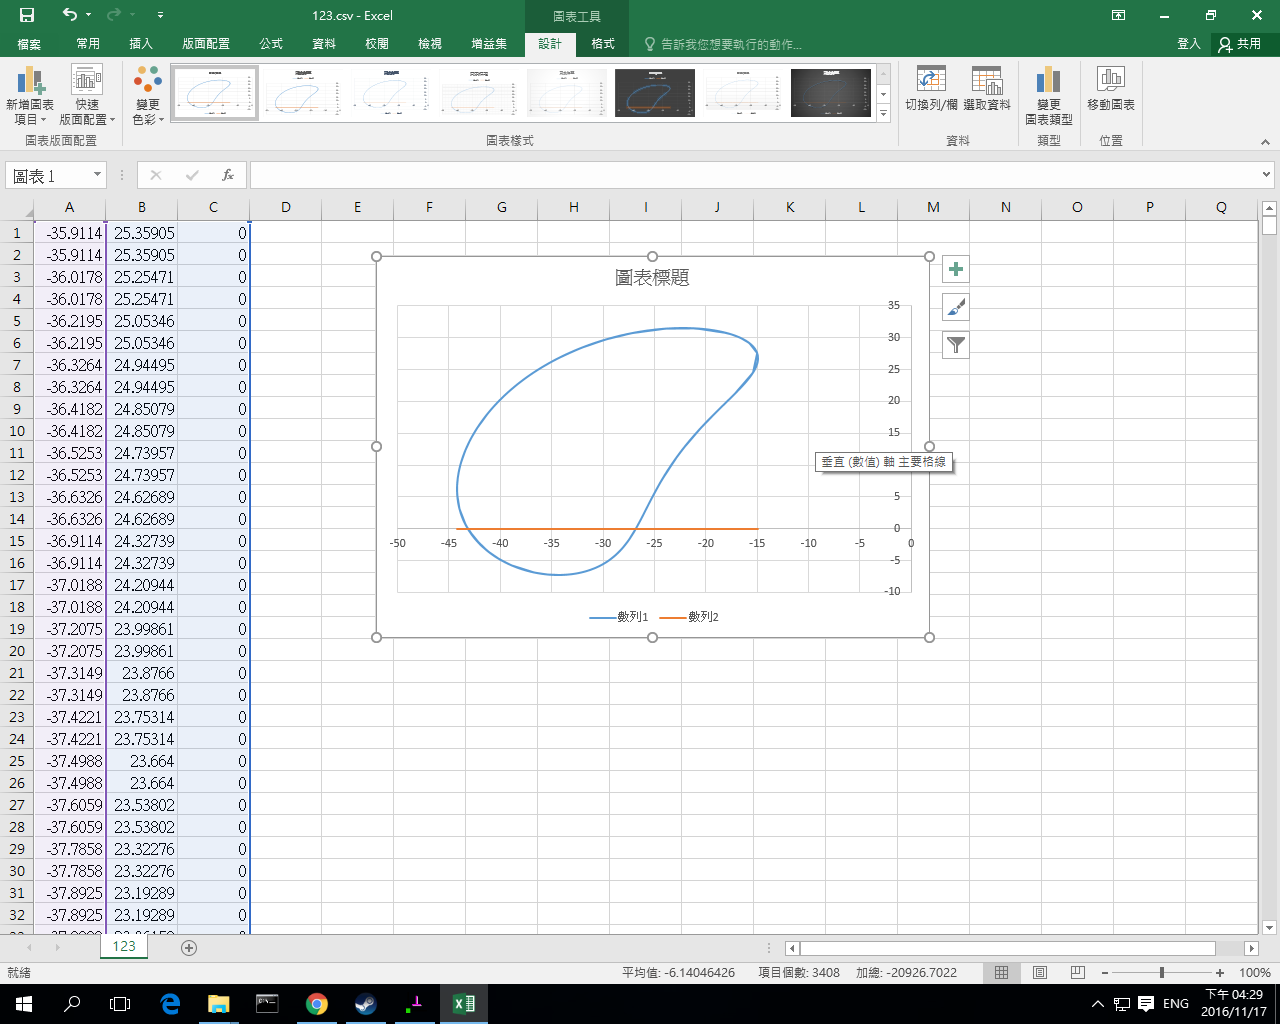 123.csv - Excel
圖表工具
檔案 常用 插入 版面配置 公式 資料 校閱 檢視 增益集 設計 格式 告訴我您想要執行的動作... 登入 共用
新增圖表項目 快速版面配置 變更色彩 切換列/欄 選取資料 變更圖表類型 移動圖表
圖表版面配置 圖表樣式 資料 類型 位置
圖表 1 fx
A B C D E F G H I J K L M N O P Q
1 -35.9114 25.35905 0
2 -35.9114 25.35905 0
3 -36.0178 25.25471 0
4 -36.0178 25.25471 0
5 -36.2195 25.05346 0
6 -36.2195 25.05346 0
7 -36.3264 24.94495 0
8 -36.3264 24.94495 0
9 -36.4182 24.85079 0
10 -36.4182 24.85079 0
11 -36.5253 24.73957 0
12 -36.5253 24.73957 0
13 -36.6326 24.62689 0
14 -36.6326 24.62689 0
15 -36.9114 24.32739 0
16 -36.9114 24.32739 0
17 -37.0188 24.20944 0
18 -37.0188 24.20944 0
19 -37.2075 23.99861 0
20 -37.2075 23.99861 0
21 -37.3149 23.8766 0
22 -37.3149 23.8766 0
23 -37.4221 23.75314 0
24 -37.4221 23.75314 0
25 -37.4988 23.664 0
26 -37.4988 23.664 0
27 -37.6059 23.53802 0
28 -37.6059 23.53802 0
29 -37.7858 23.32276 0
30 -37.7858 23.32276 0
31 -37.8925 23.19289 0
32 -37.8925 23.19289 0
圖表標題
35
30
25
20
15
垂直 (數值) 軸 主要格線
5
0
-50 -45 -40 -35 -30 -25 -20 -15 -10 -5 0
-5
-10
數列1 數列2
123
就緒 平均值: -6.14046426 項目個數: 3408 加總: -20926.7022 100%
ENG 下午 04:29
2016/11/17